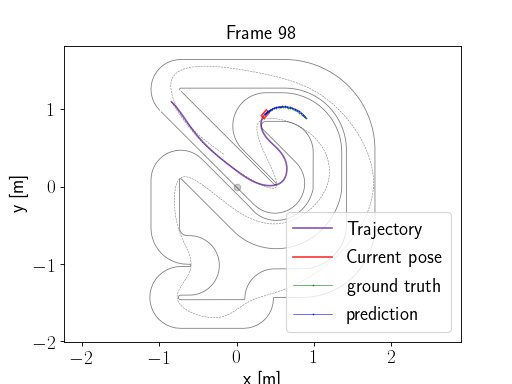 Frame 98
y [m]
1
0
−1
−2
Trajectory
Current pose
ground truth
prediction
−2 −1 0 1 2
x [m]